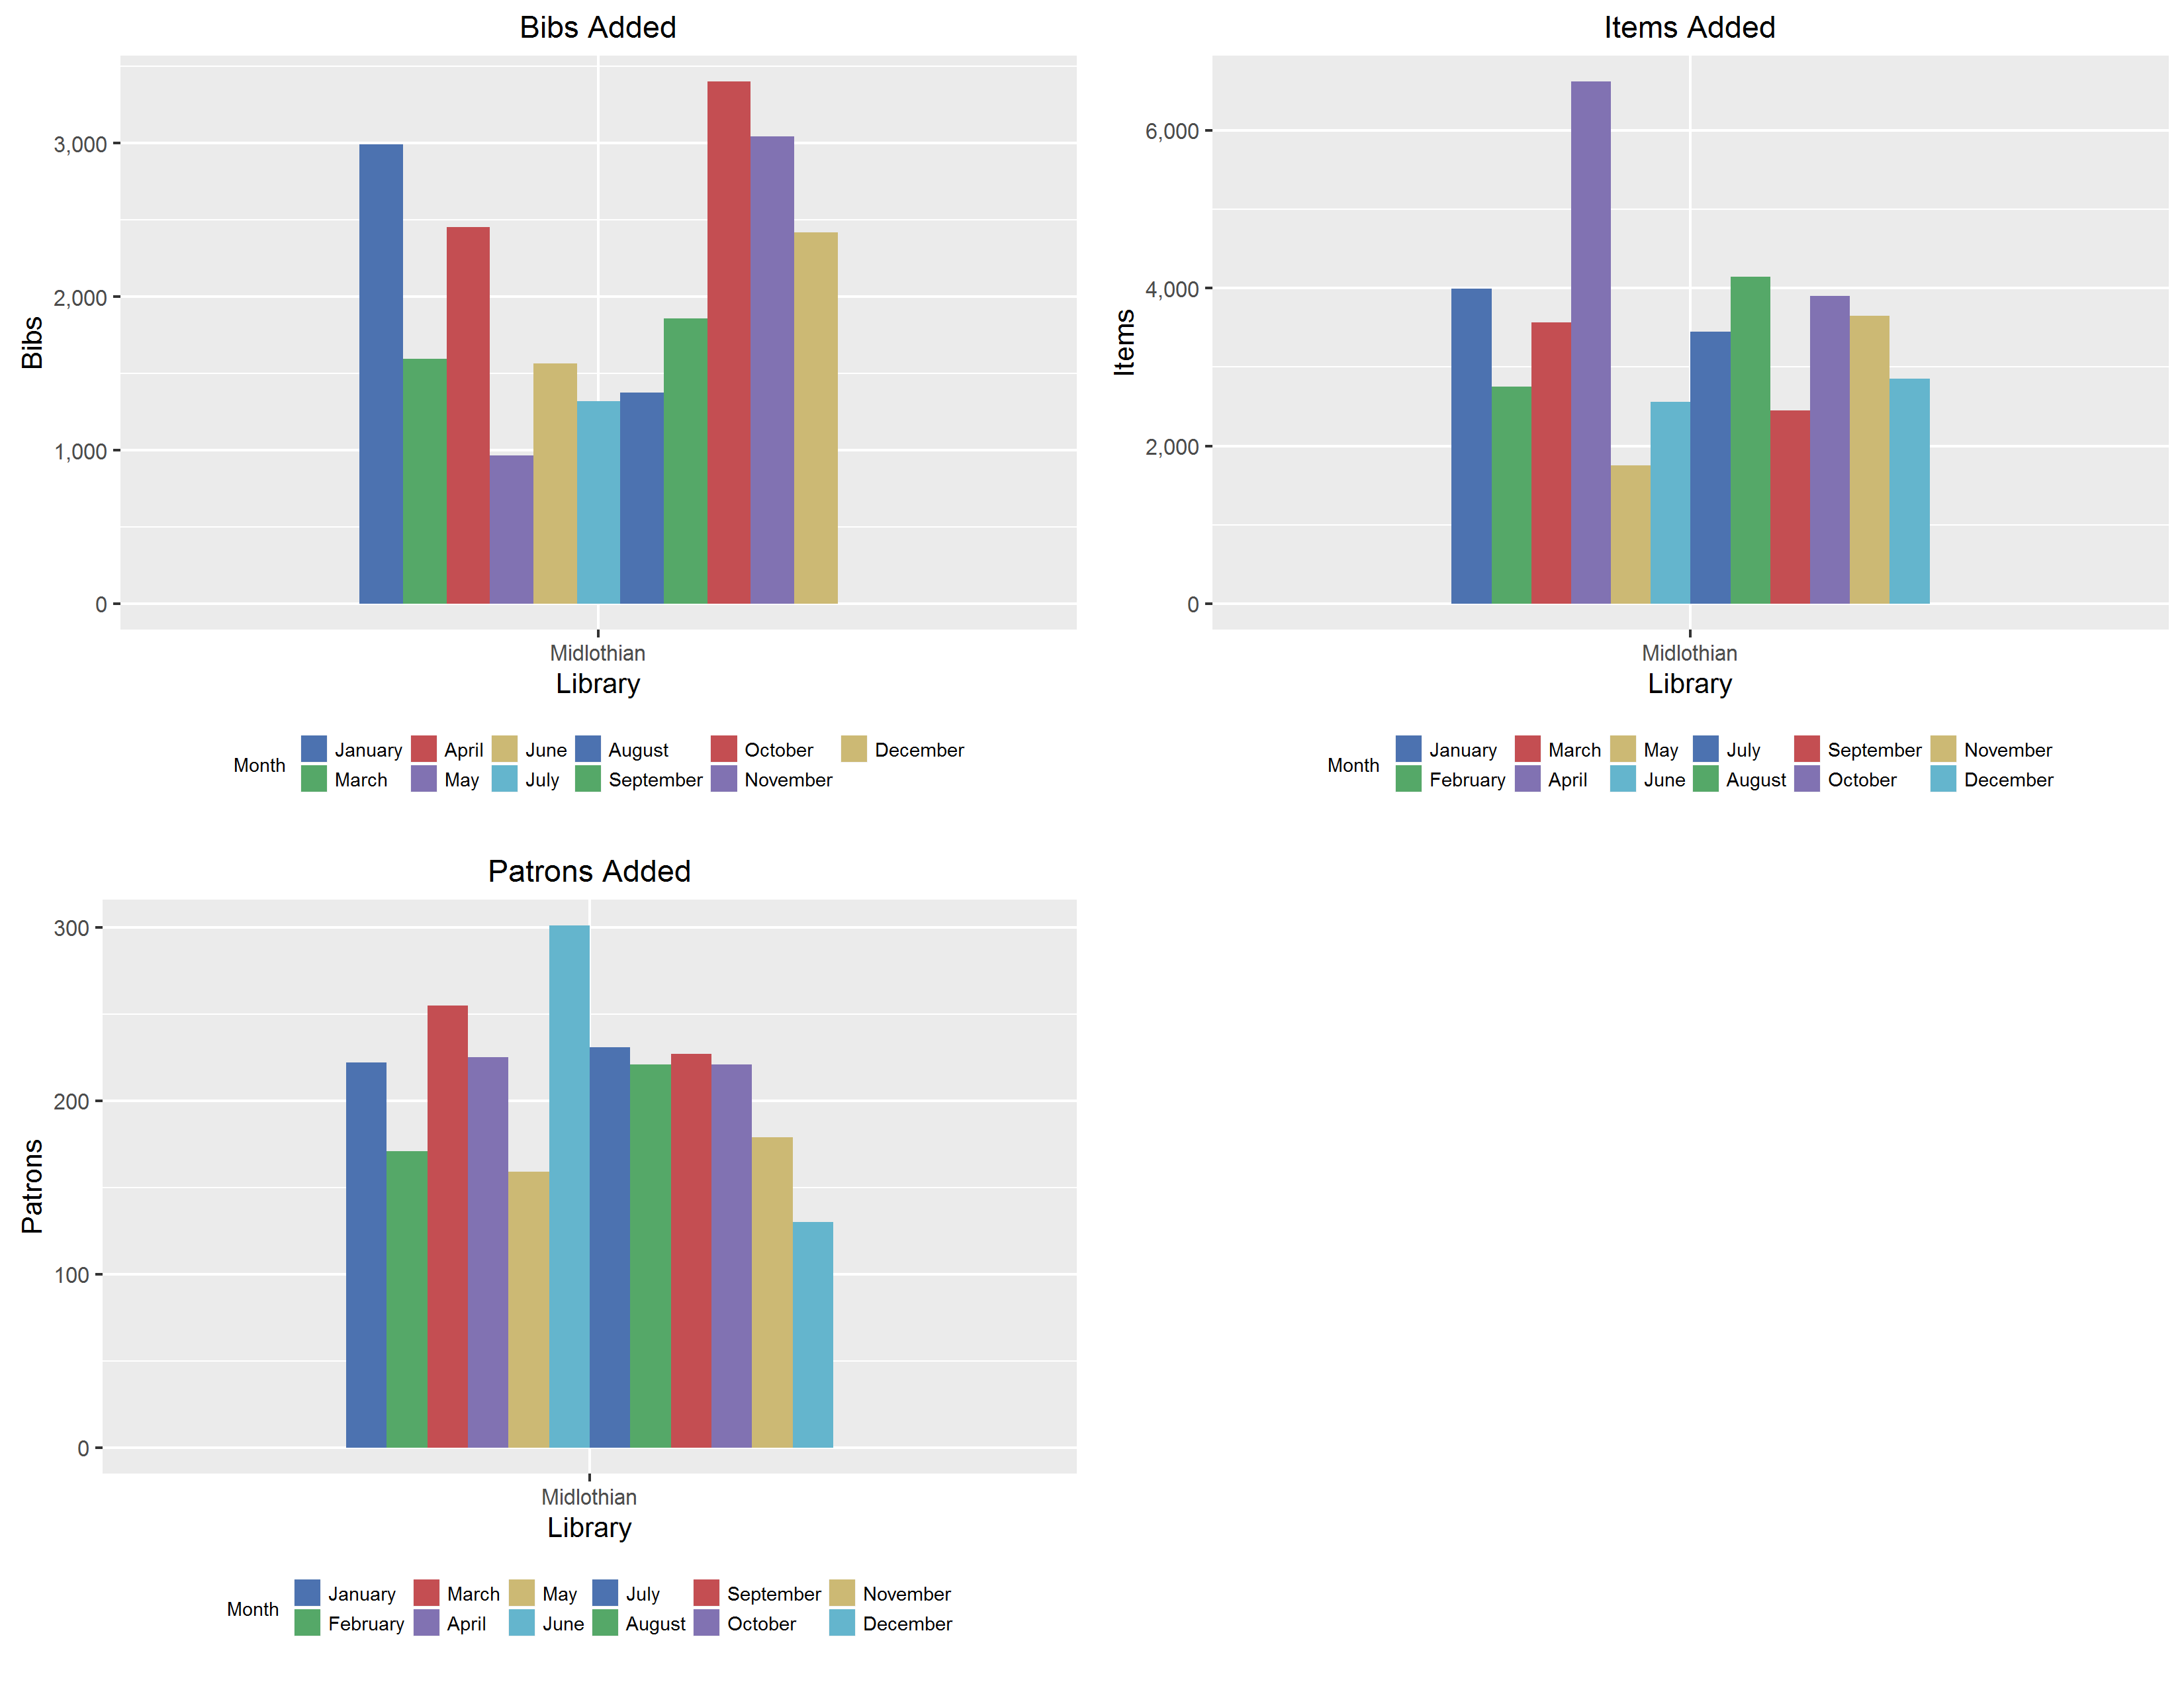 Bibs Added
3,000
2,000
1,000
0
Bibs
Midlothian
Library
Month
January April June August October December
March May July September November
Items Added
6,000
4,000
2,000
0
Items
Midlothian
Library
Month
January March May July September November
February April June August October December
Patrons Added
300
200
100
0
Patrons
Midlothian
Library
Month
January March May July September November
February April June August October December